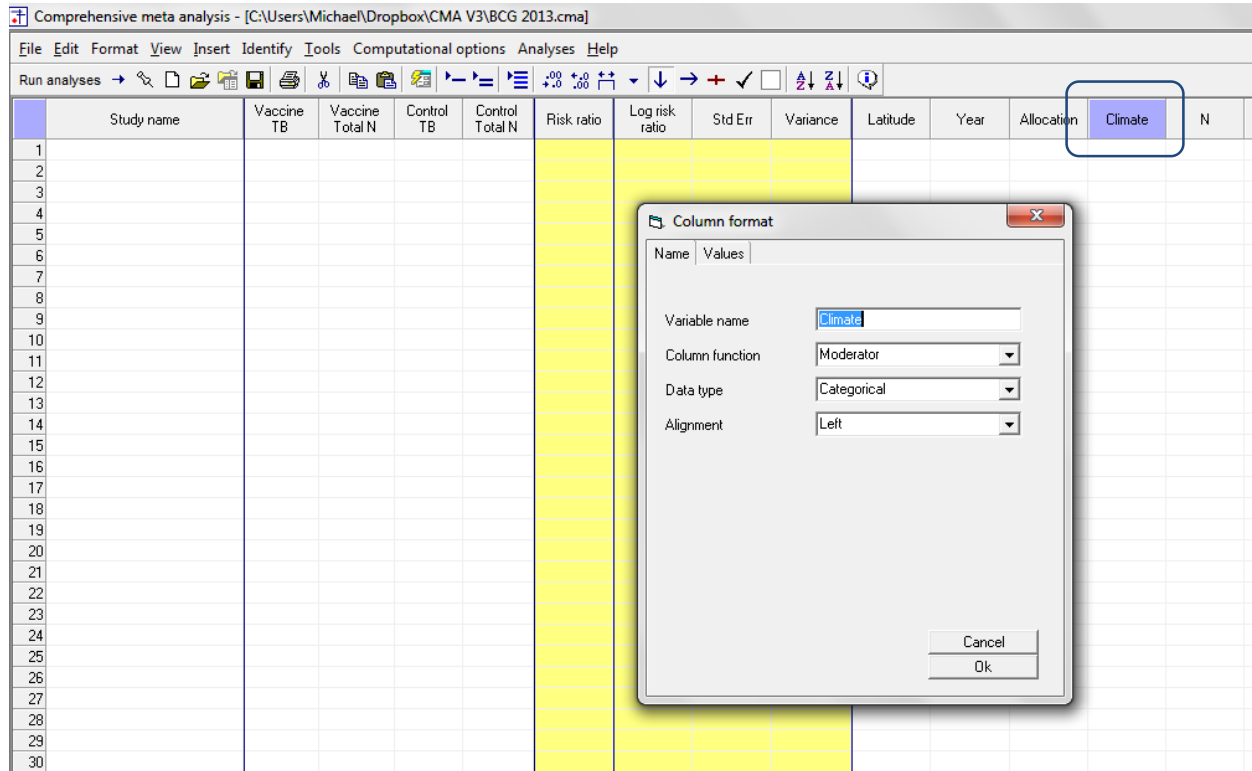 Comprehensive meta analysis - [C:\Users\Michael\Dropbox\CMA V3\BCG 2013.cma]
File Edit Format View Insert Identify Tools Computational options Analyses Help
Run analyses
Study name Vaccine TB Vaccine Total N Control TB Control Total N Risk ratio Log risk ratio Std Err Variance Latitude Year Allocation Climate N
1
2
3
4
Column format
5
6
Name Values
7
8
9
Variable name Climate
10
11
Column function Moderator
12
Data type Categorical
13
14
Alignment Left
15
16
17
18
19
20
21
22
23
24
Cancel
25
Ok
26
27
28
29
30